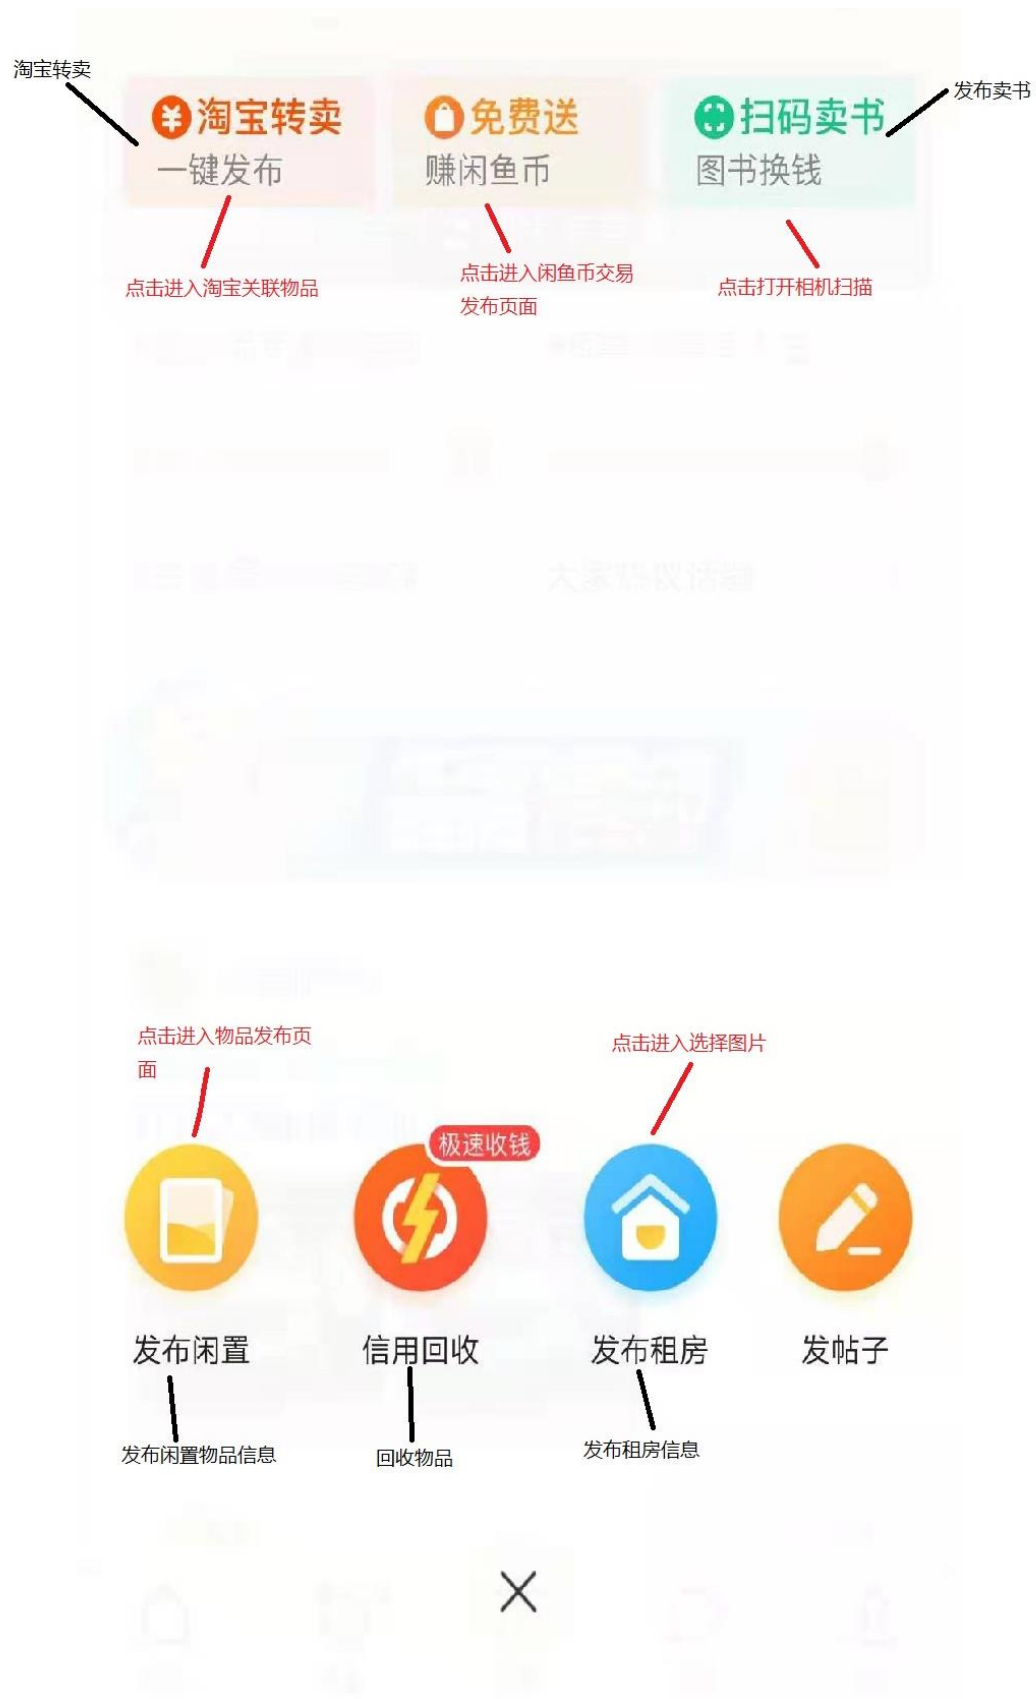 淘宝转卖
淘宝转卖
免费送
扫码卖书
发布卖书
一键发布
赚闲鱼币
图书换钱
点击进入淘宝关联物品
点击进入闲鱼币交易
发布页面
点击打开相机扫描
大家热议话题
点击进入物品发布页
面
点击进入选择图片
极速收钱
发布闲置
信用回收
发布租房
发帖子
发布闲置物品信息
回收物品
发布租房信息